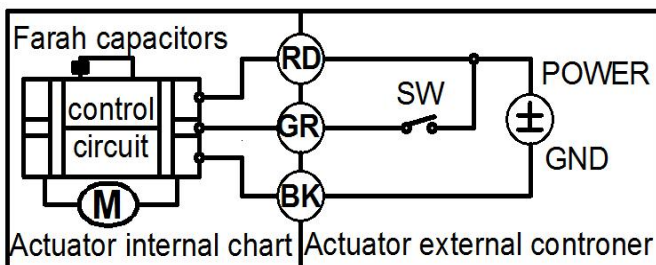 Farah capacitors
RD
POWER
SW
control
GR
±
circuit
GND
BK
M
Actuator internal chart
Actuator external controner